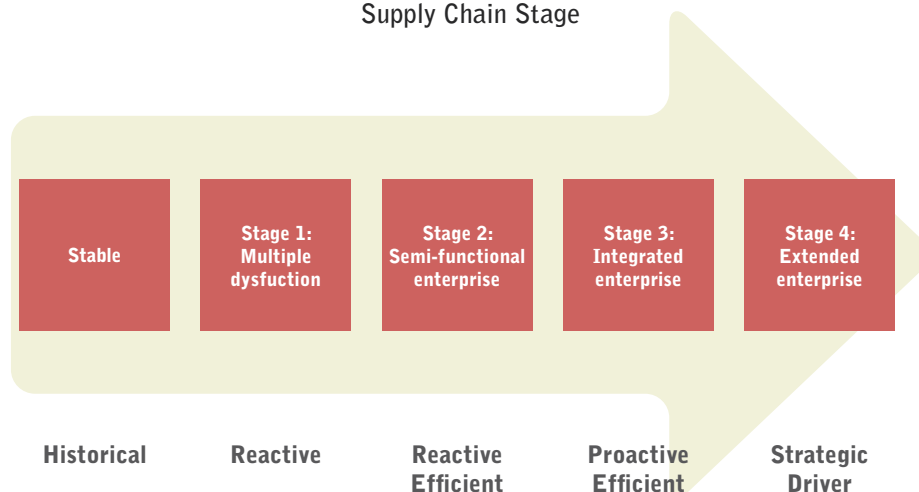 Supply Chain Stage
Stable
Stage 1:
Multiple
dysfuction
Stage 2:
Semi-functional
enterprise
Stage 3:
Integrated
enterprise
Stage 4:
Extended
enterprise
Historical
Reactive
Reactive
Efficient
Proactive
Efficient
Strategic
Driver